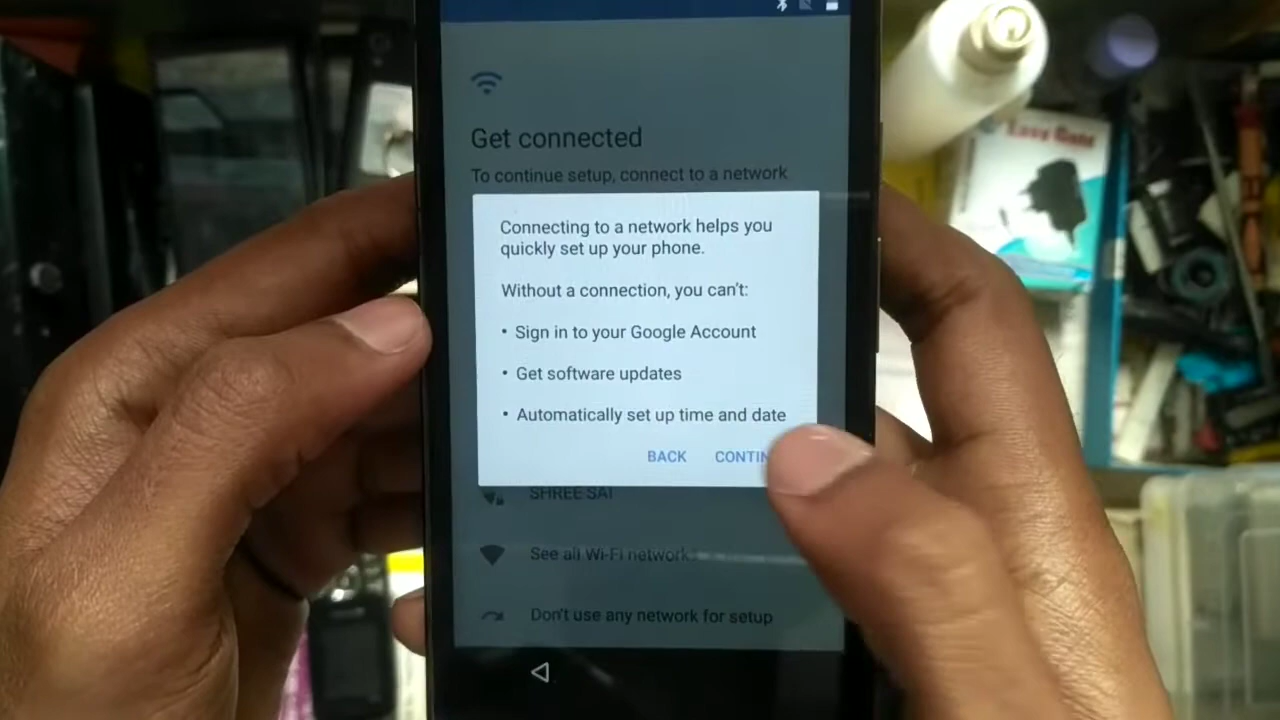 Get connected
To continue setup, connect to a network
Connecting to a network helps you
quickly set up your phone.
Without a connection, you can't:
• Sign in to your Google Account
• Get software updates
• Automatically set up time and date
BACK CONTIN
SHREE SAI
See all Wi-Fi networks
Don't use any network for setup